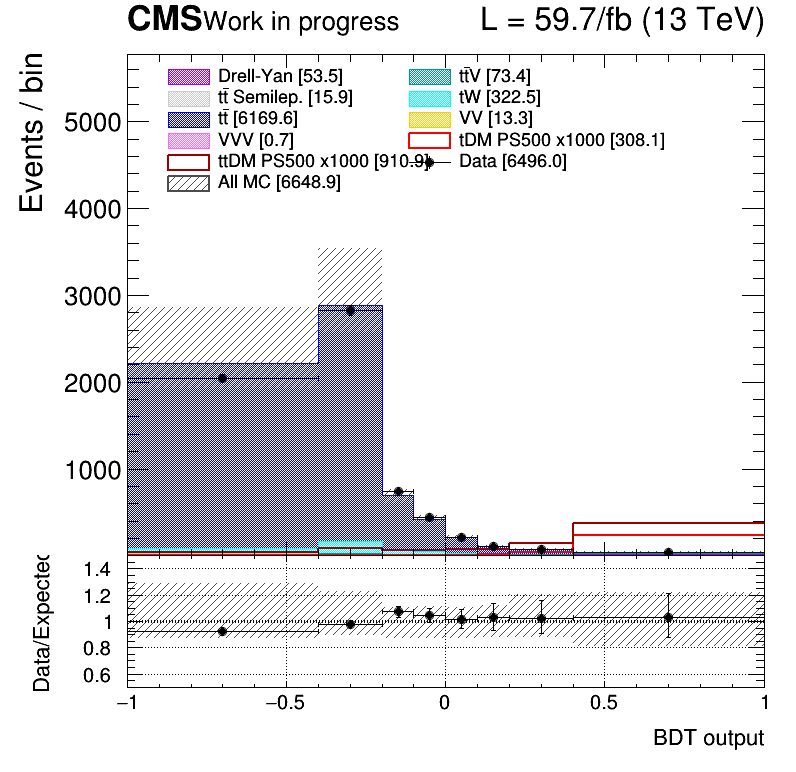 CMS Work in progress L = 59.7/fb (13 TeV)
Events / bin
Drell-Yan [53.5] tt̄V [73.4]
tt̄ Semilep. [15.9] tW [322.5]
tt̄ [6169.6] VV [13.3]
VVV [0.7] tDM PS500 x1000 [308.1]
ttDM PS500 x1000 [910.9] Data [6496.0]
All MC [6648.9]
5000
4000
3000
2000
1000
Data/Expected
1.4
1.2
1
0.8
0.6
−1 −0.5 0 0.5 1
BDT output